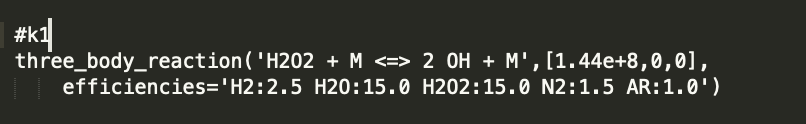 #k1
three_body_reaction('H2O2 + M <=> 2 OH + M',[1.44e+8,0,0],
efficiencies='H2:2.5 H2O:15.0 H2O2:15.0 N2:1.5 AR:1.0')